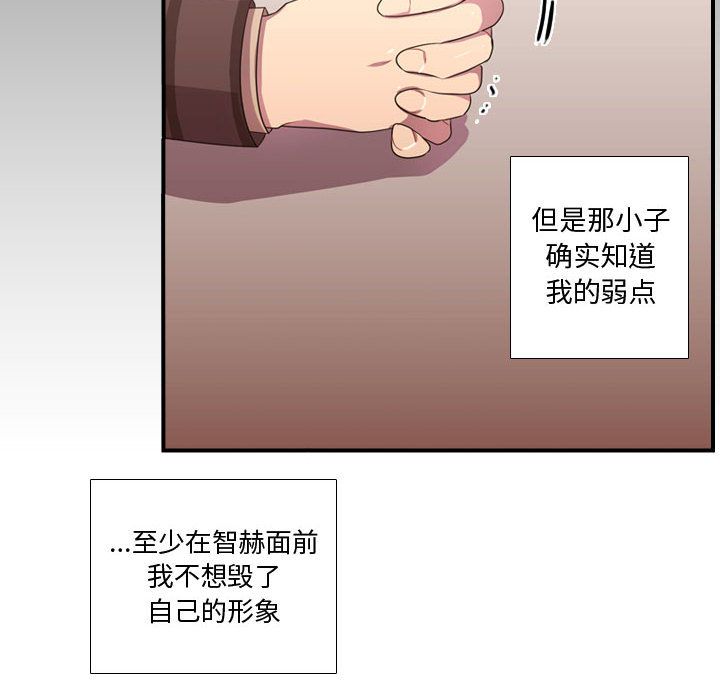 但是那小子
确实知道
我的弱点
...至少在智赫面前
我不想毁了
自己的形象